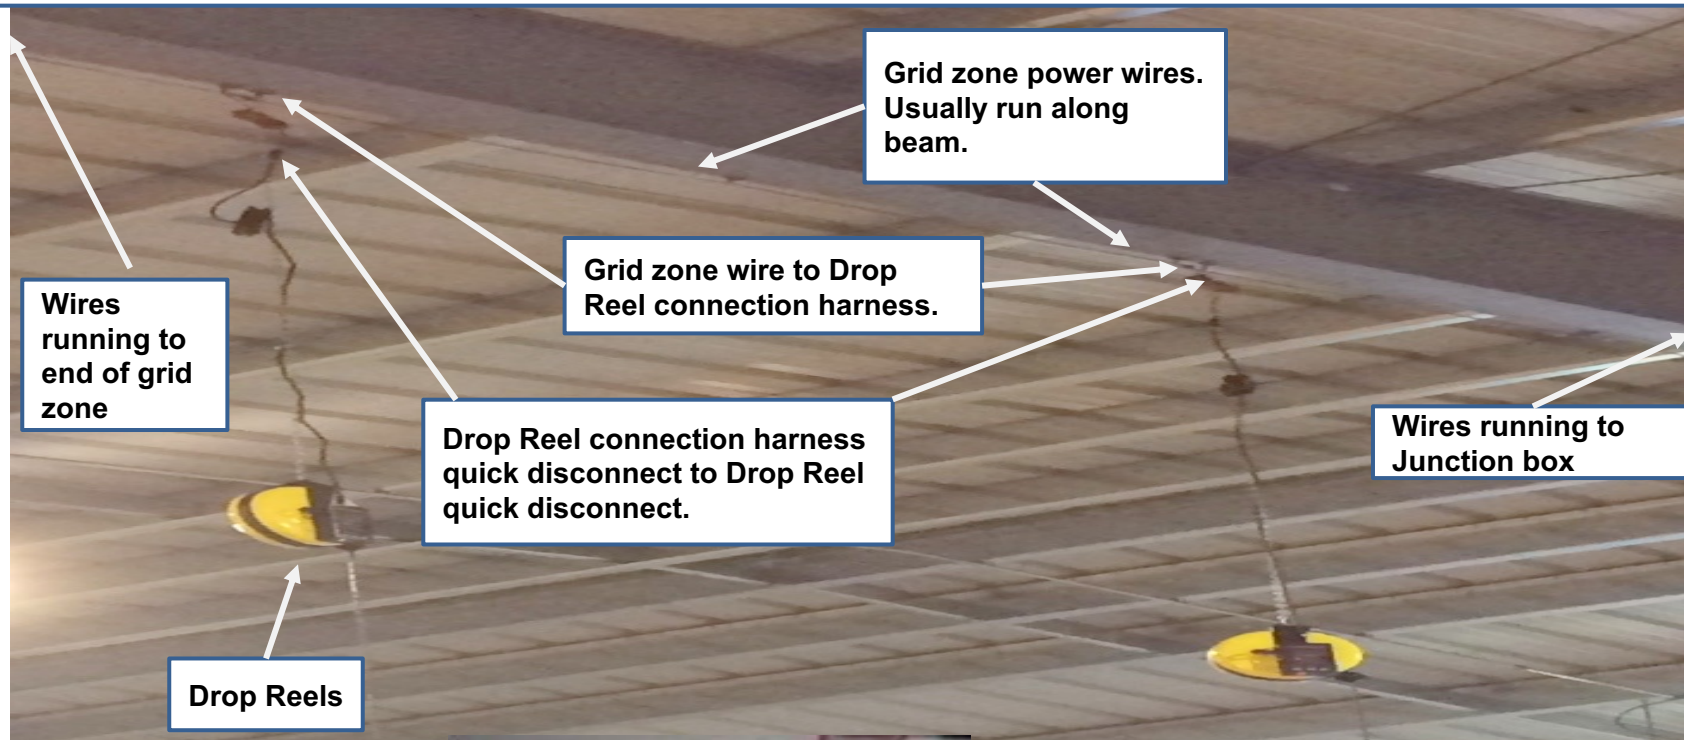 Grid zone power wires.
Usually run along
beam.
Grid zone wire to Drop
Reel connection harness.
Wires
running to
end of grid
zone
Drop Reel connection harness
quick disconnect to Drop Reel
quick disconnect.
Wires running to
Junction box
Drop Reels